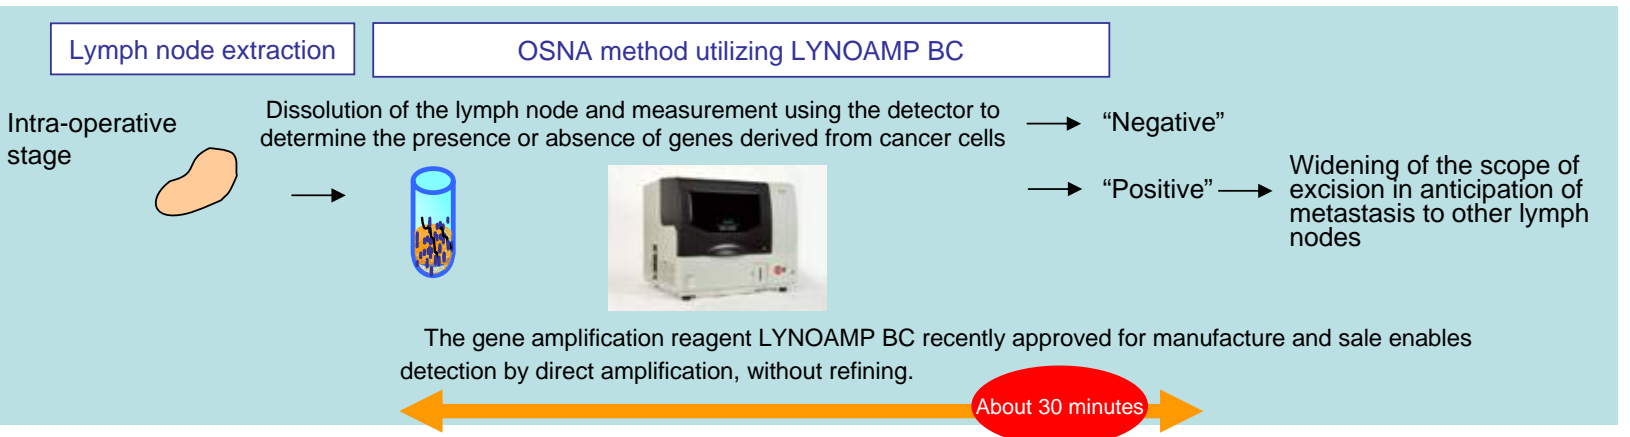 Lymph node extraction
OSNA method utilizing LYNOAMP BC
Intra-operative
stage
Dissolution of the lymph node and measurement using the detector to
determine the presence or absence of genes derived from cancer cells
“Negative”
“Positive”
Widening of the scope of
excision in anticipation of
metastasis to other lymph
nodes
The gene amplification reagent LYNOAMP BC recently approved for manufacture and sale enables
detection by direct amplification, without refining.
About 30 minutes